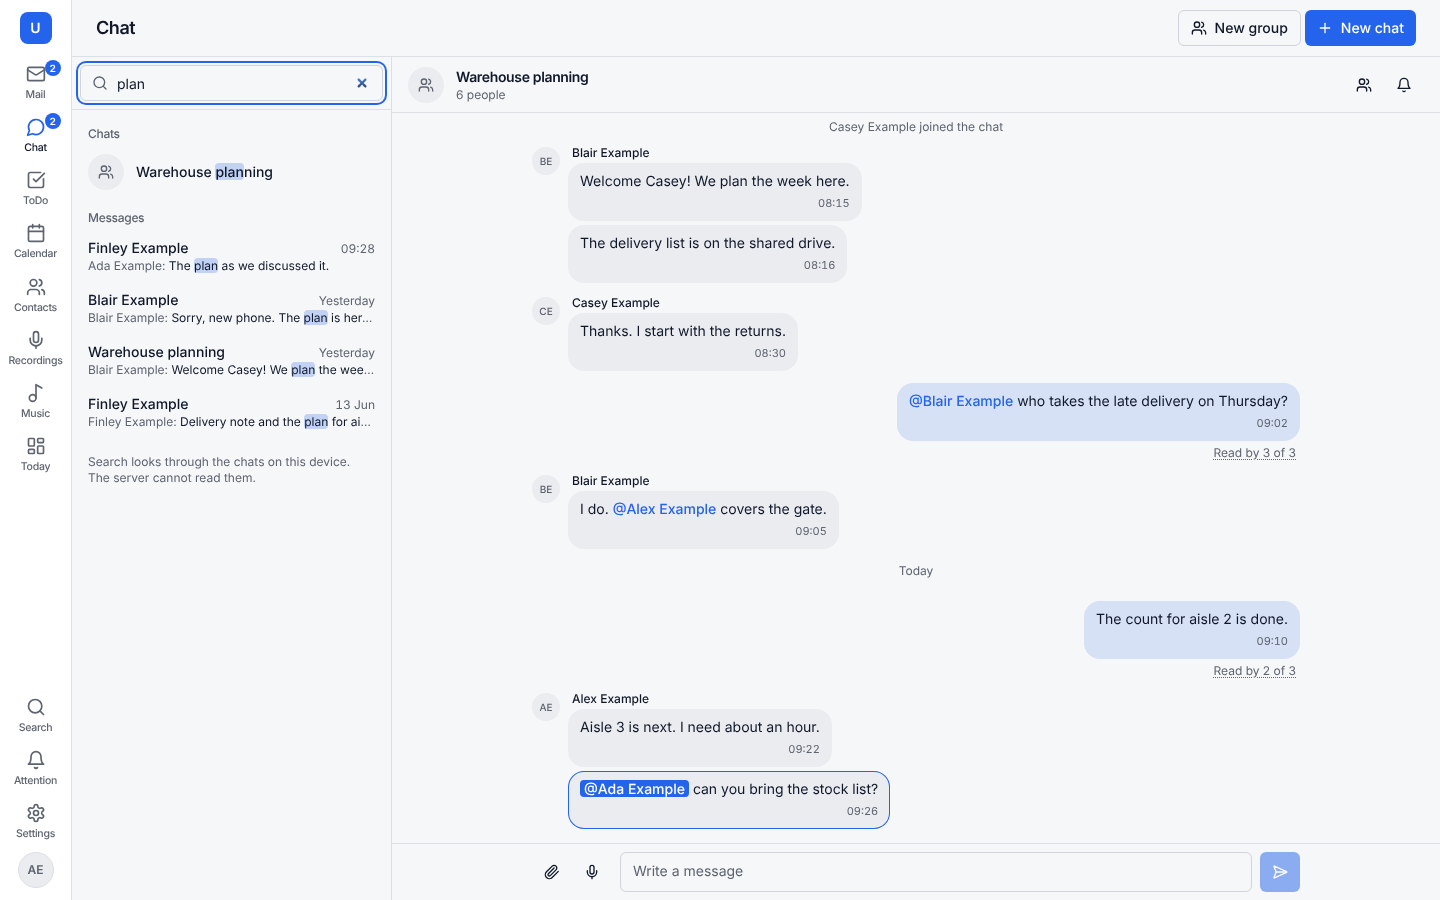 U
Chat
New group
New chat
2
Mail
2
Chat
ToDo
Calendar
Contacts
Recordings
Music
Today
Search
Attention
Settings
AE
plan
Chats
Warehouse planning
Messages
Finley Example 09:28
Ada Example: The plan as we discussed it.
Blair Example Yesterday
Blair Example: Sorry, new phone. The plan is her...
Warehouse planning Yesterday
Blair Example: Welcome Casey! We plan the wee...
Finley Example 13 Jun
Finley Example: Delivery note and the plan for ai...
Search looks through the chats on this device.
The server cannot read them.
Warehouse planning
6 people
Casey Example joined the chat
BE
Blair Example
Welcome Casey! We plan the week here.
08:15
The delivery list is on the shared drive.
08:16
CE
Casey Example
Thanks. I start with the returns.
08:30
@Blair Example who takes the late delivery on Thursday?
09:02
Read by 3 of 3
BE
Blair Example
I do. @Alex Example covers the gate.
09:05
Today
The count for aisle 2 is done.
09:10
Read by 2 of 3
AE
Alex Example
Aisle 3 is next. I need about an hour.
09:22
@Ada Example can you bring the stock list?
09:26
Write a message